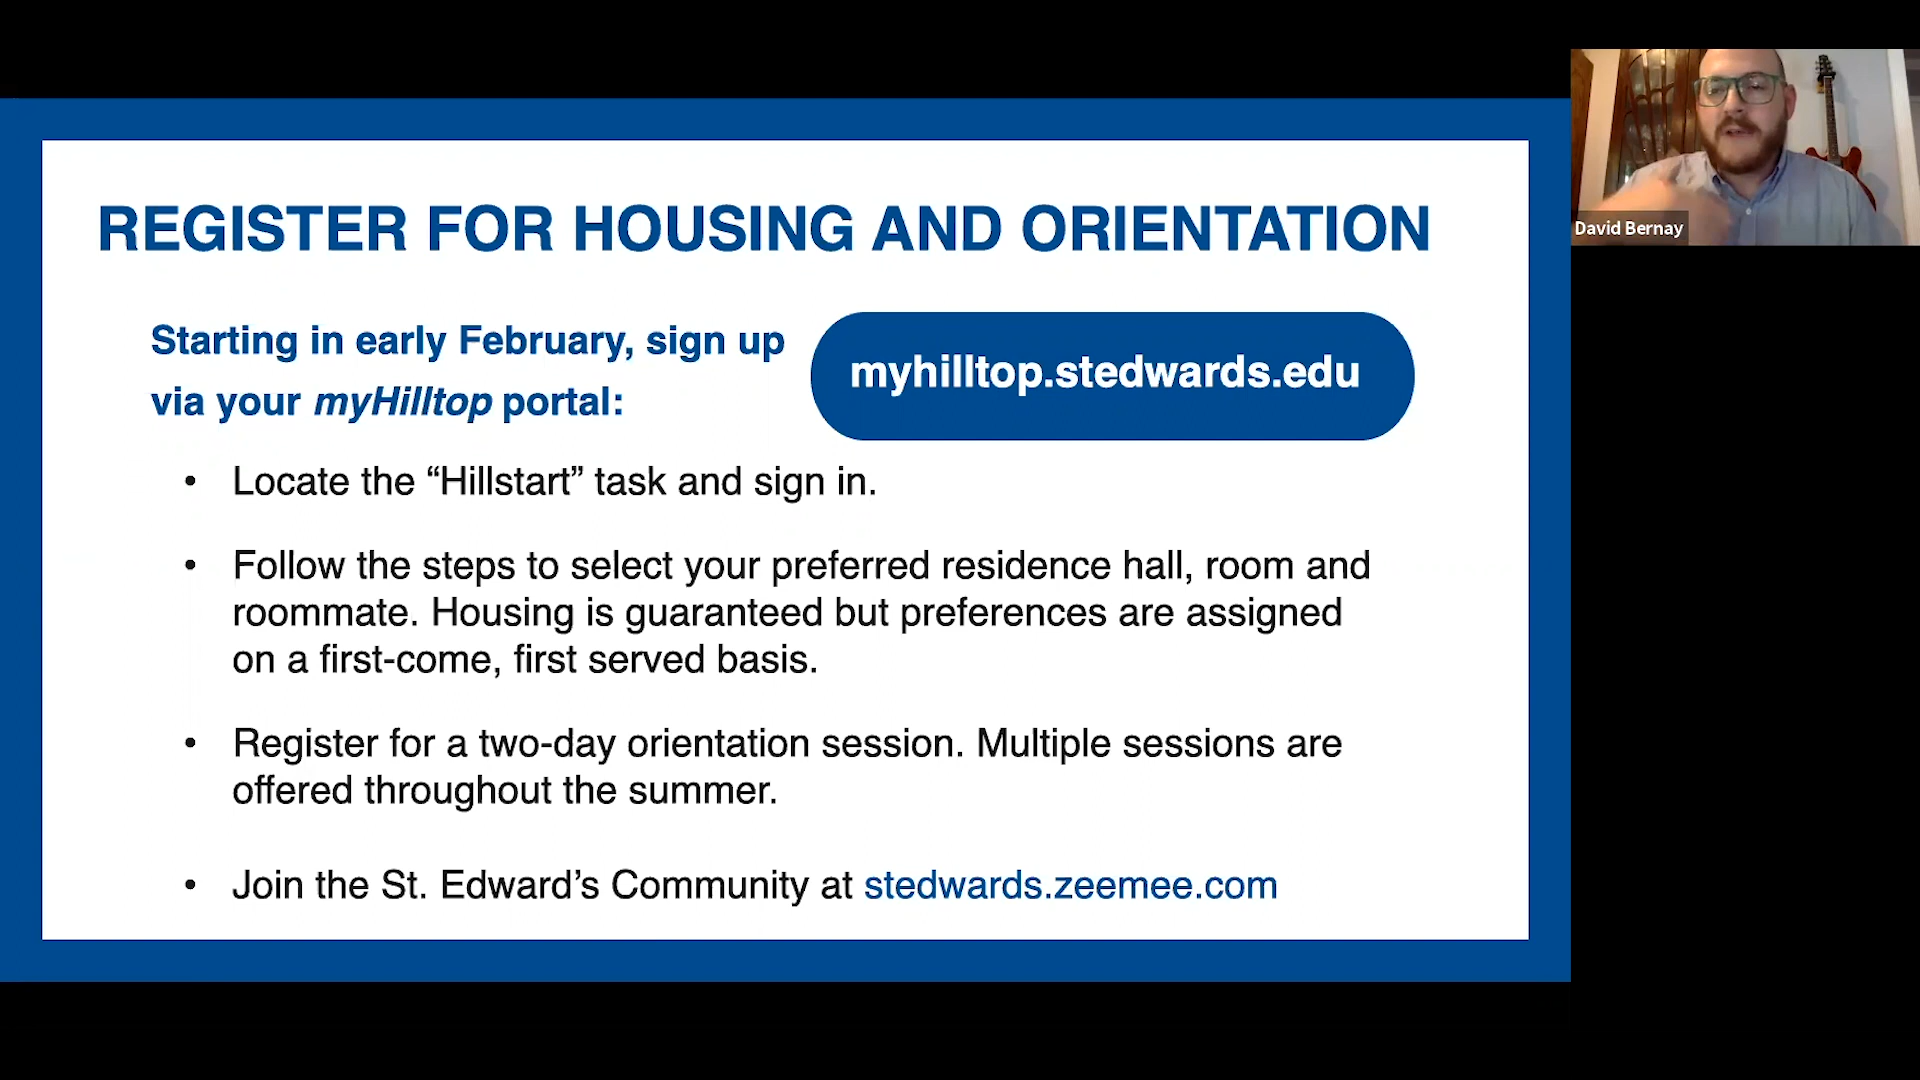 REGISTER FOR HOUSING AND ORIENTATION
Starting in early February, sign up
via your myHilltop portal:
myhilltop.stedwards.edu
• Locate the “Hillstart” task and sign in.
• Follow the steps to select your preferred residence hall, room and
roommate. Housing is guaranteed but preferences are assigned
on a first-come, first served basis.
• Register for a two-day orientation session. Multiple sessions are
offered throughout the summer.
• Join the St. Edward’s Community at stedwards.zeemee.com
David Bernay